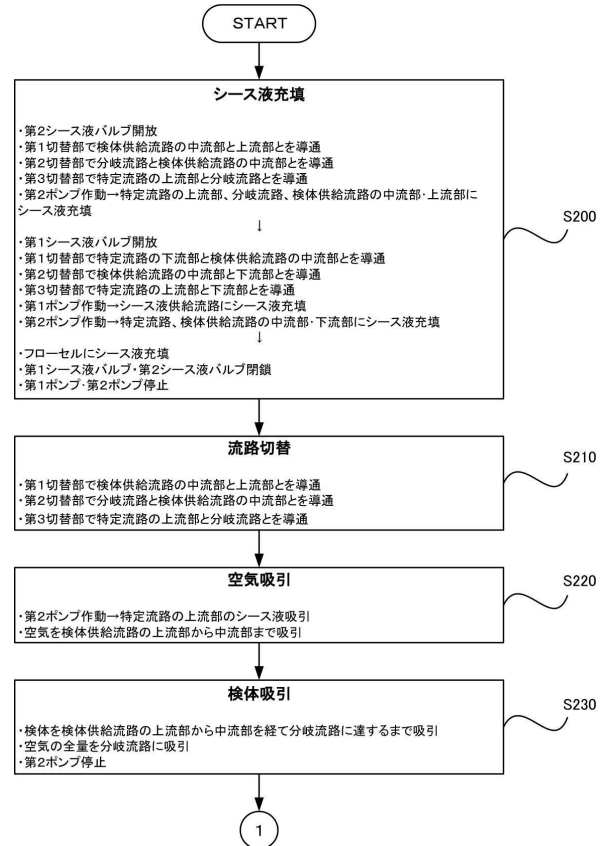 START
シース液充填
・第2シース液バルブ開放
・第1切替部で検体供給流路の中流部と上流部とを導通
・第2切替部で分岐流路と検体供給流路の中流部とを導通
・第3切替部で特定流路の上流部と分岐流路とを導通
・第2ポンプ作動→特定流路の上流部、分岐流路、検体供給流路の中流部・上流部に
シース液充填
↓
・第1シース液バルブ開放
・第1切替部で特定流路の下流部と検体供給流路の中流部とを導通
・第2切替部で検体供給流路の中流部と下流部とを導通
・第3切替部で特定流路の上流部と下流部とを導通
・第1ポンプ作動→シース液供給流路にシース液充填
・第2ポンプ作動→特定流路、検体供給流路の中流部・下流部にシース液充填
↓
・フローセルにシース液充填
・第1シース液バルブ・第2シース液バルブ閉鎖
・第1ポンプ・第2ポンプ停止
S200
流路切替
・第1切替部で検体供給流路の中流部と上流部とを導通
・第2切替部で分岐流路と検体供給流路の中流部とを導通
・第3切替部で特定流路の上流部と分岐流路とを導通
S210
空気吸引
・第2ポンプ作動→特定流路の上流部のシース液吸引
・空気を検体供給流路の上流部から中流部まで吸引
S220
検体吸引
・検体を検体供給流路の上流部から中流部を経て分岐流路に達するまで吸引
・空気の全量を分岐流路に吸引
・第2ポンプ停止
S230
1